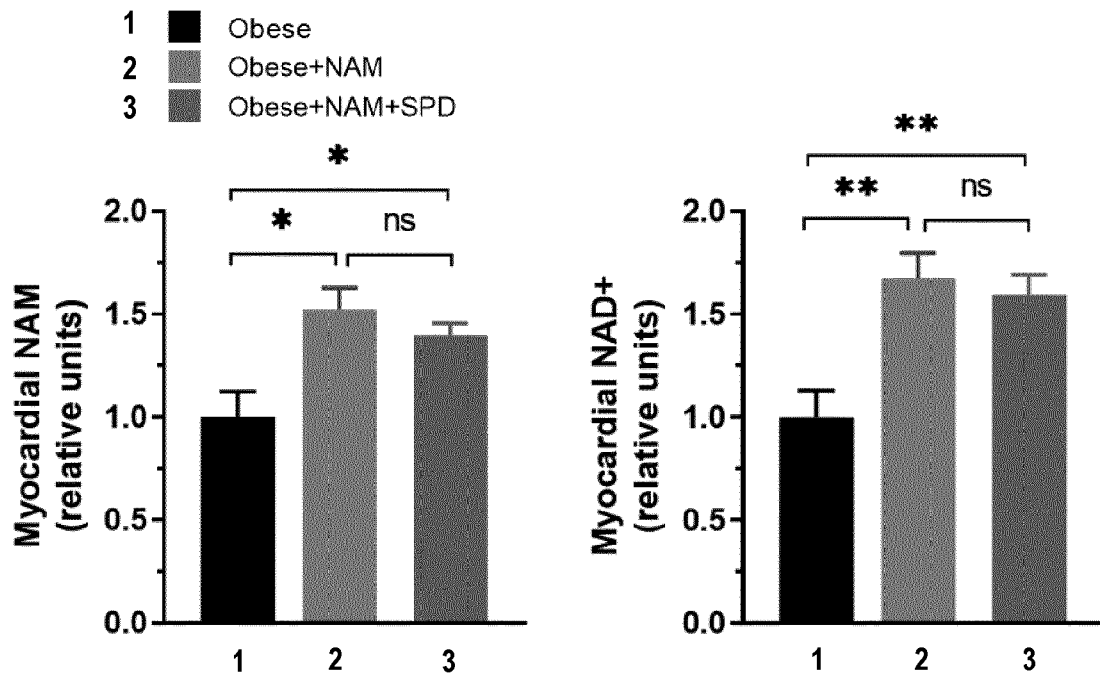 1 Obese
2 Obese+NAM
3 Obese+NAM+SPD
Myocardial NAM
(relative units)
*
* ns
2.0
1.5
1.0
0.5
0.0
1 2 3
Myocardial NAD+
(relative units)
**
** ns
2.0
1.5
1.0
0.5
0.0
1 2 3